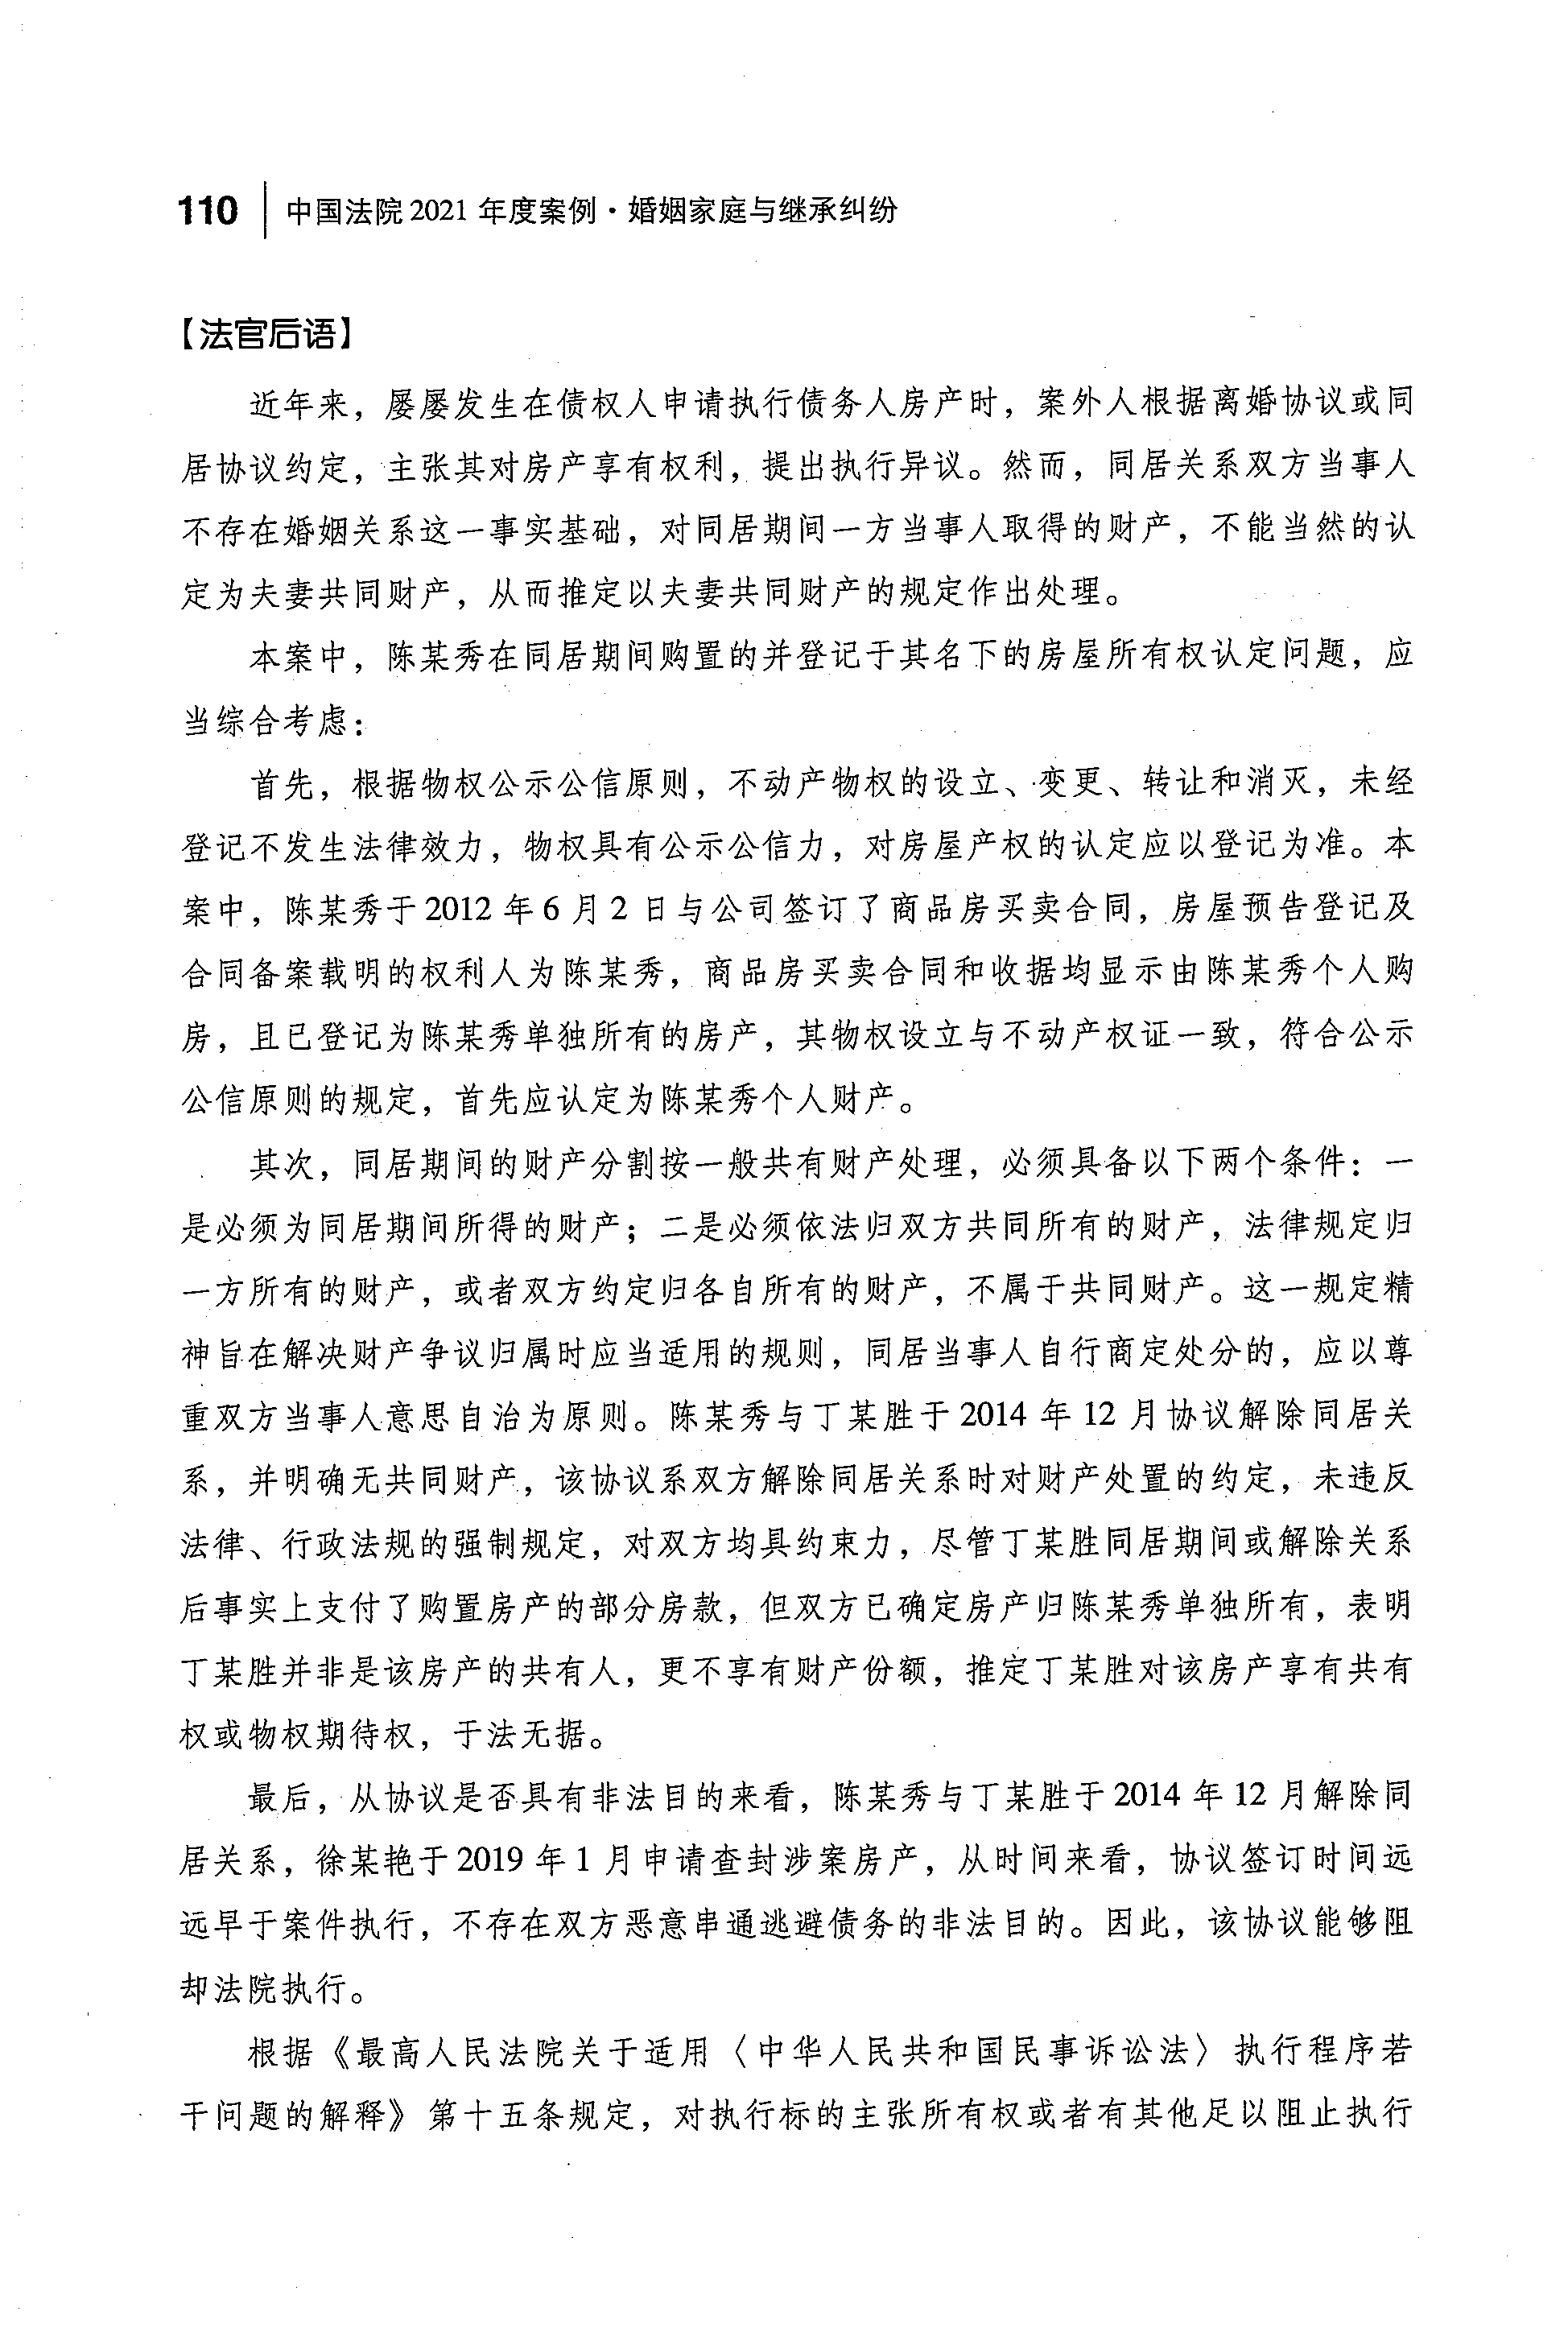 110 中国法院2021年度案例·婚姻家庭与继承纠纷
【法官后语】
近年来，屡屡发生在债权人申请执行债务人房产时，案外人根据离婚协议或同
居协议约定，主张其对房产享有权利，提出执行异议。然而，同居关系双方当事人
不存在婚姻关系这一事实基础，对同居期间一方当事人取得的财产，不能当然的认
定为夫妻共同财产，从而推定以夫妻共同财产的规定作出处理。
本案中，陈某秀在同居期间购置的并登记于其名下的房屋所有权认定问题，应
当综合考虑：
首先，根据物权公示公信原则，不动产物权的设立、变更、转让和消灭，未经
登记不发生法律效力，物权具有公示公信力，对房屋产权的认定应以登记为准。本
案中，陈某秀于2012年6月2日与公司签订了商品房买卖合同，房屋预告登记及
合同备案载明的权利人为陈某秀，商品房买卖合同和收据均显示由陈某秀个人购
房，且已登记为陈某秀单独所有的房产，其物权设立与不动产权证一致，符合公示
公信原则的规定，首先应认定为陈某秀个人财产。
其次，同居期间的财产分割按一般共有财产处理，必须具备以下两个条件：一
是必须为同居期间所得的财产；二是必须依法归双方共同所有的财产，法律规定归
一方所有的财产，或者双方约定归各自所有的财产，不属于共同财产。这一规定精
神旨在解决财产争议归属时应当适用的规则，同居当事人自行商定处分的，应以尊
重双方当事人意思自治为原则。陈某秀与丁某胜于2014年12月协议解除同居关
系，并明确无共同财产，该协议系双方解除同居关系时对财产处置的约定，未违反
法律、行政法规的强制规定，对双方均具约束力，尽管丁某胜同居期间或解除关系
后事实上支付了购置房产的部分房款，但双方已确定房产归陈某秀单独所有，表明
丁某胜并非是该房产的共有人，更不享有财产份额，推定丁某胜对该房产享有共有
权或物权期待权，于法无据。
最后，从协议是否具有非法目的来看，陈某秀与丁某胜于2014年12月解除同
居关系，徐某艳于2019年1月申请查封涉案房产，从时间来看，协议签订时间远
远早于案件执行，不存在双方恶意串通逃避债务的非法目的。因此，该协议能够阻
却法院执行。
根据《最高人民法院关于适用〈中华人民共和国民事诉讼法〉执行程序若
干问题的解释》第十五条规定，对执行标的主张所有权或者有其他足以阻止执行